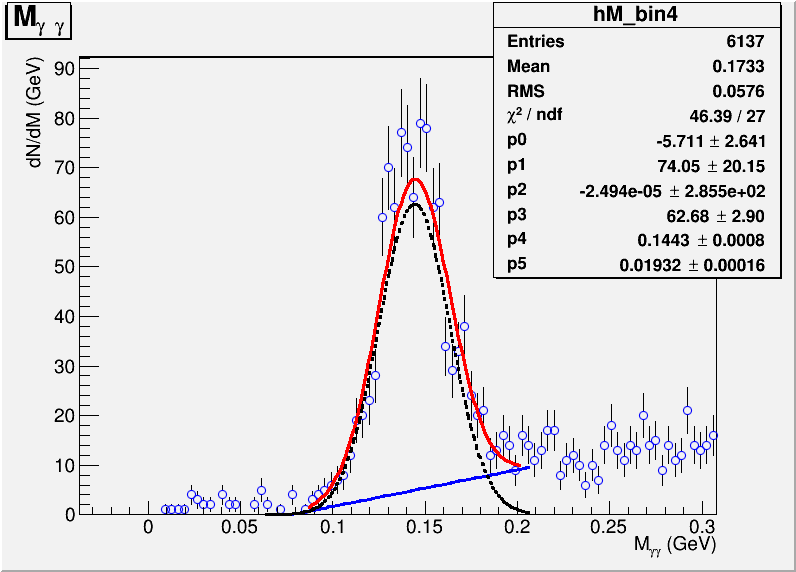 Mγ γ
hM_bin4
Entries 6137
Mean 0.1733
RMS 0.0576
χ² / ndf 46.39 / 27
p0 -5.711 ± 2.641
p1 74.05 ± 20.15
p2 -2.494e-05 ± 2.855e+02
p3 62.68 ± 2.90
p4 0.1443 ± 0.0008
p5 0.01932 ± 0.00016
dN/dM (GeV)
90
80
70
60
50
40
30
20
10
0
0 0.05 0.1 0.15 0.2 0.25 0.3
Mγγ (GeV)